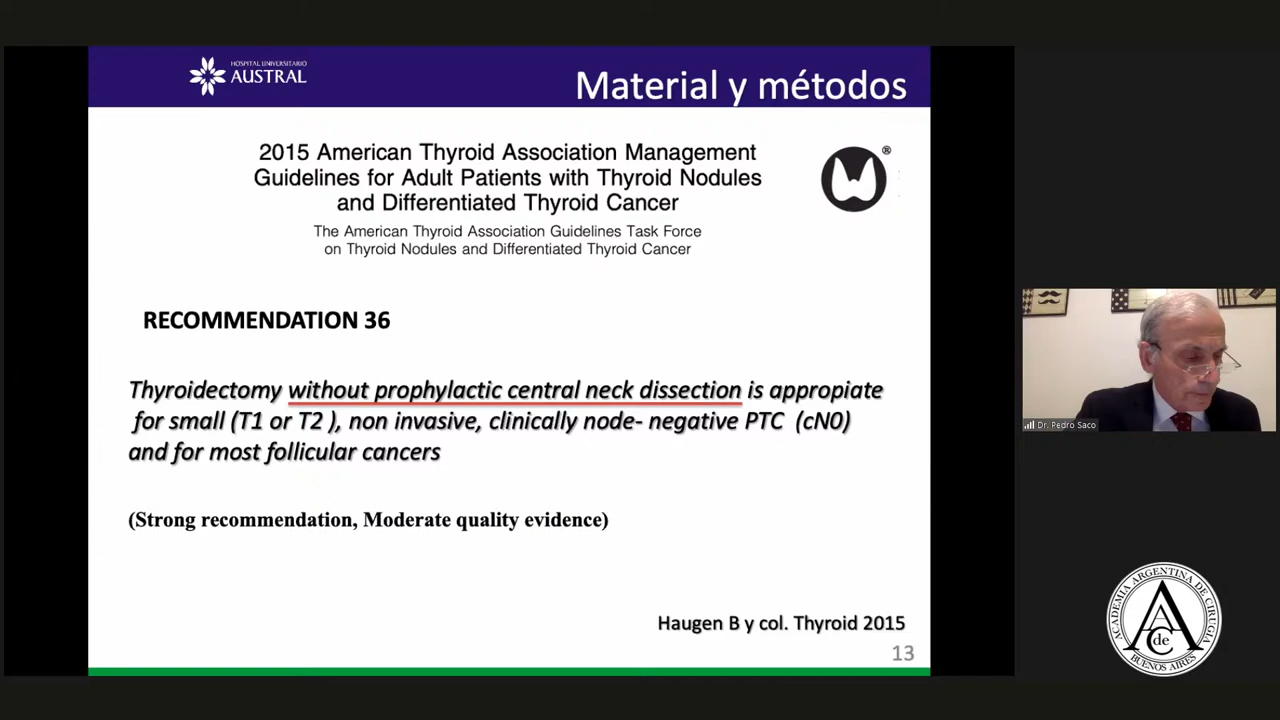 HOSPITAL UNIVERSITARIO
AUSTRAL
Material y métodos
2015 American Thyroid Association Management
Guidelines for Adult Patients with Thyroid Nodules
and Differentiated Thyroid Cancer
®
The American Thyroid Association Guidelines Task Force
on Thyroid Nodules and Differentiated Thyroid Cancer
RECOMMENDATION 36
Thyroidectomy without prophylactic central neck dissection is appropiate
for small (T1 or T2 ), non invasive, clinically node- negative PTC (cN0)
and for most follicular cancers
(Strong recommendation, Moderate quality evidence)
Haugen B y col. Thyroid 2015
13
Dr. Pedro Saco
ACADEMIA ARGENTINA DE CIRUGÍA
A
C de
BUENOS AIRES